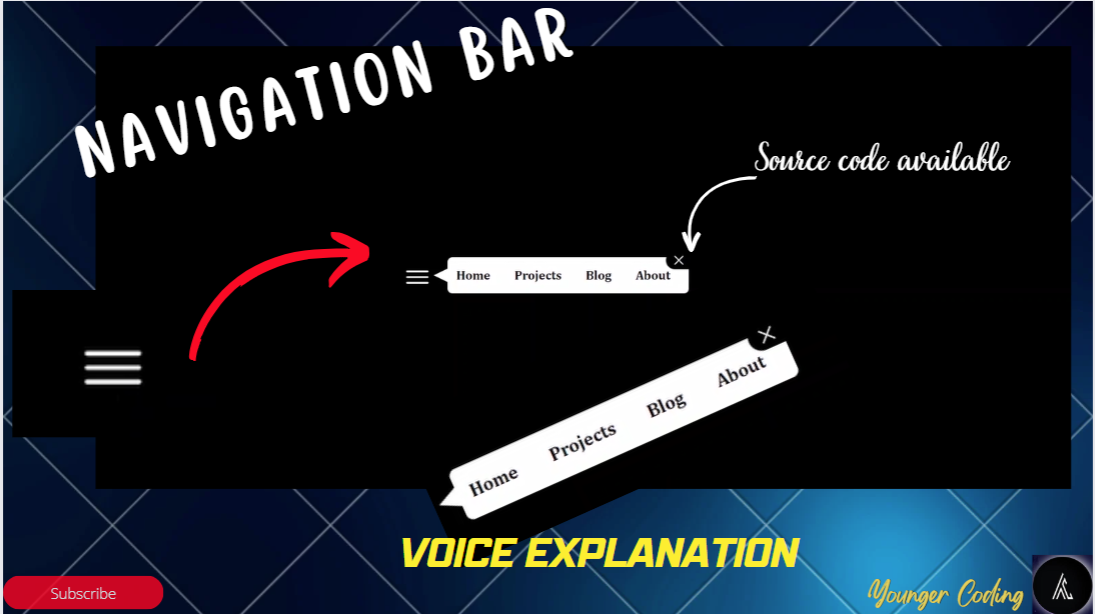 NAVIGATION BAR
Source code available
Home Projects Blog About
Home Projects Blog About
VOICE EXPLANATION
Subscribe
Younger Coding